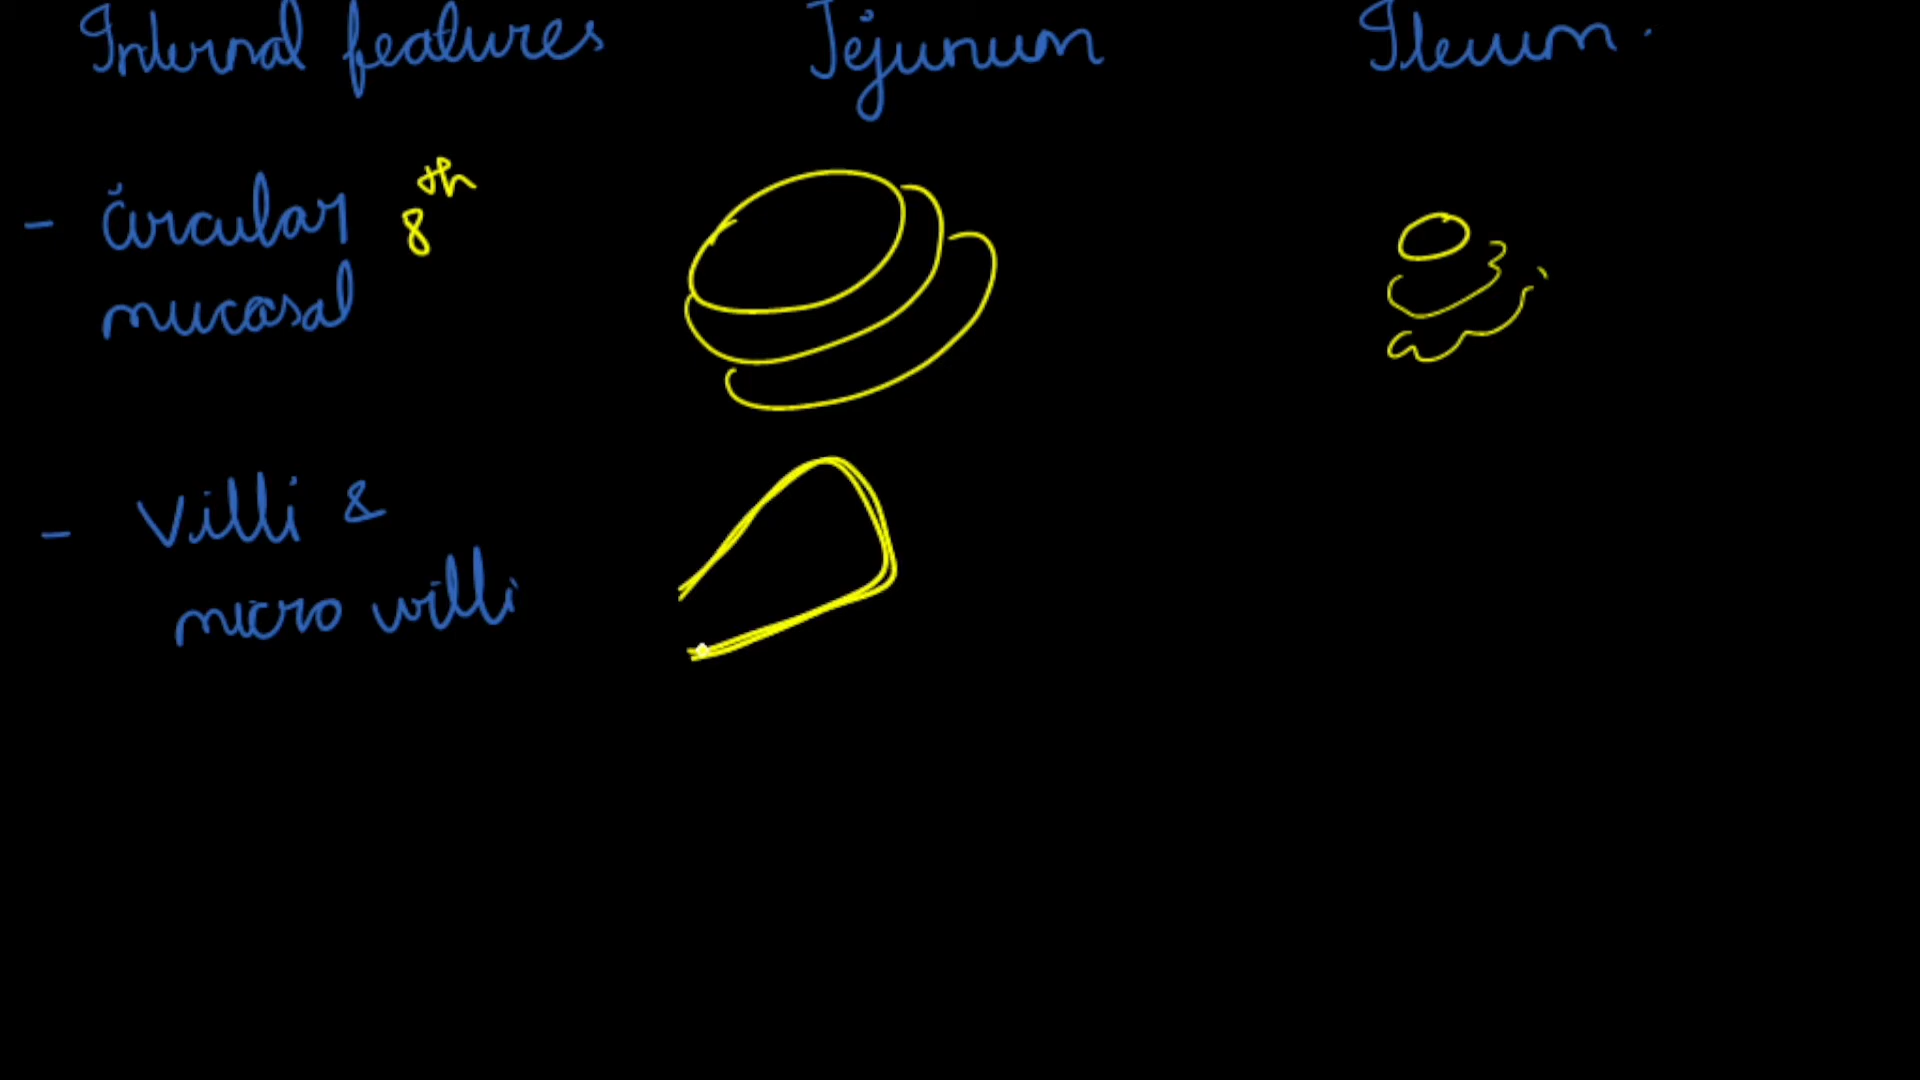 Internal features Jejunum Ileum.
- Circular 8th
mucosal
- Villi &
micro villi